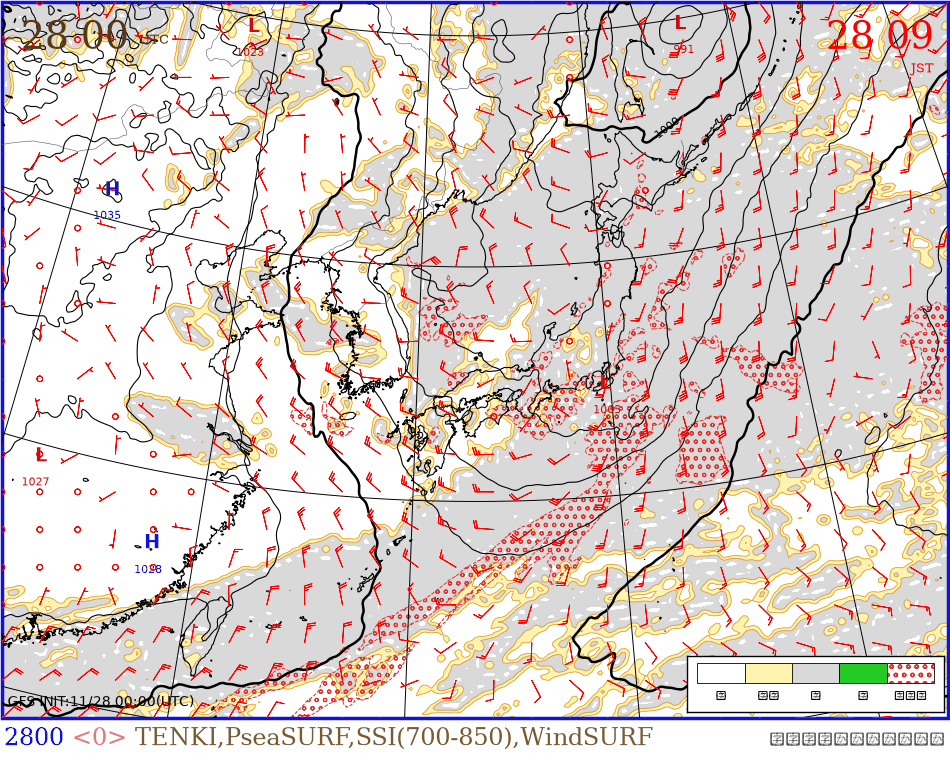 28 00 UTC
28 09
JST
L
1023
L
991
1000
H
1035
L
1003
L
1027
H
1028
GFS INIT:11/28 00:00(UTC)
2800 <0> TENKI,PseaSURF,SSI(700-850),WindSURF